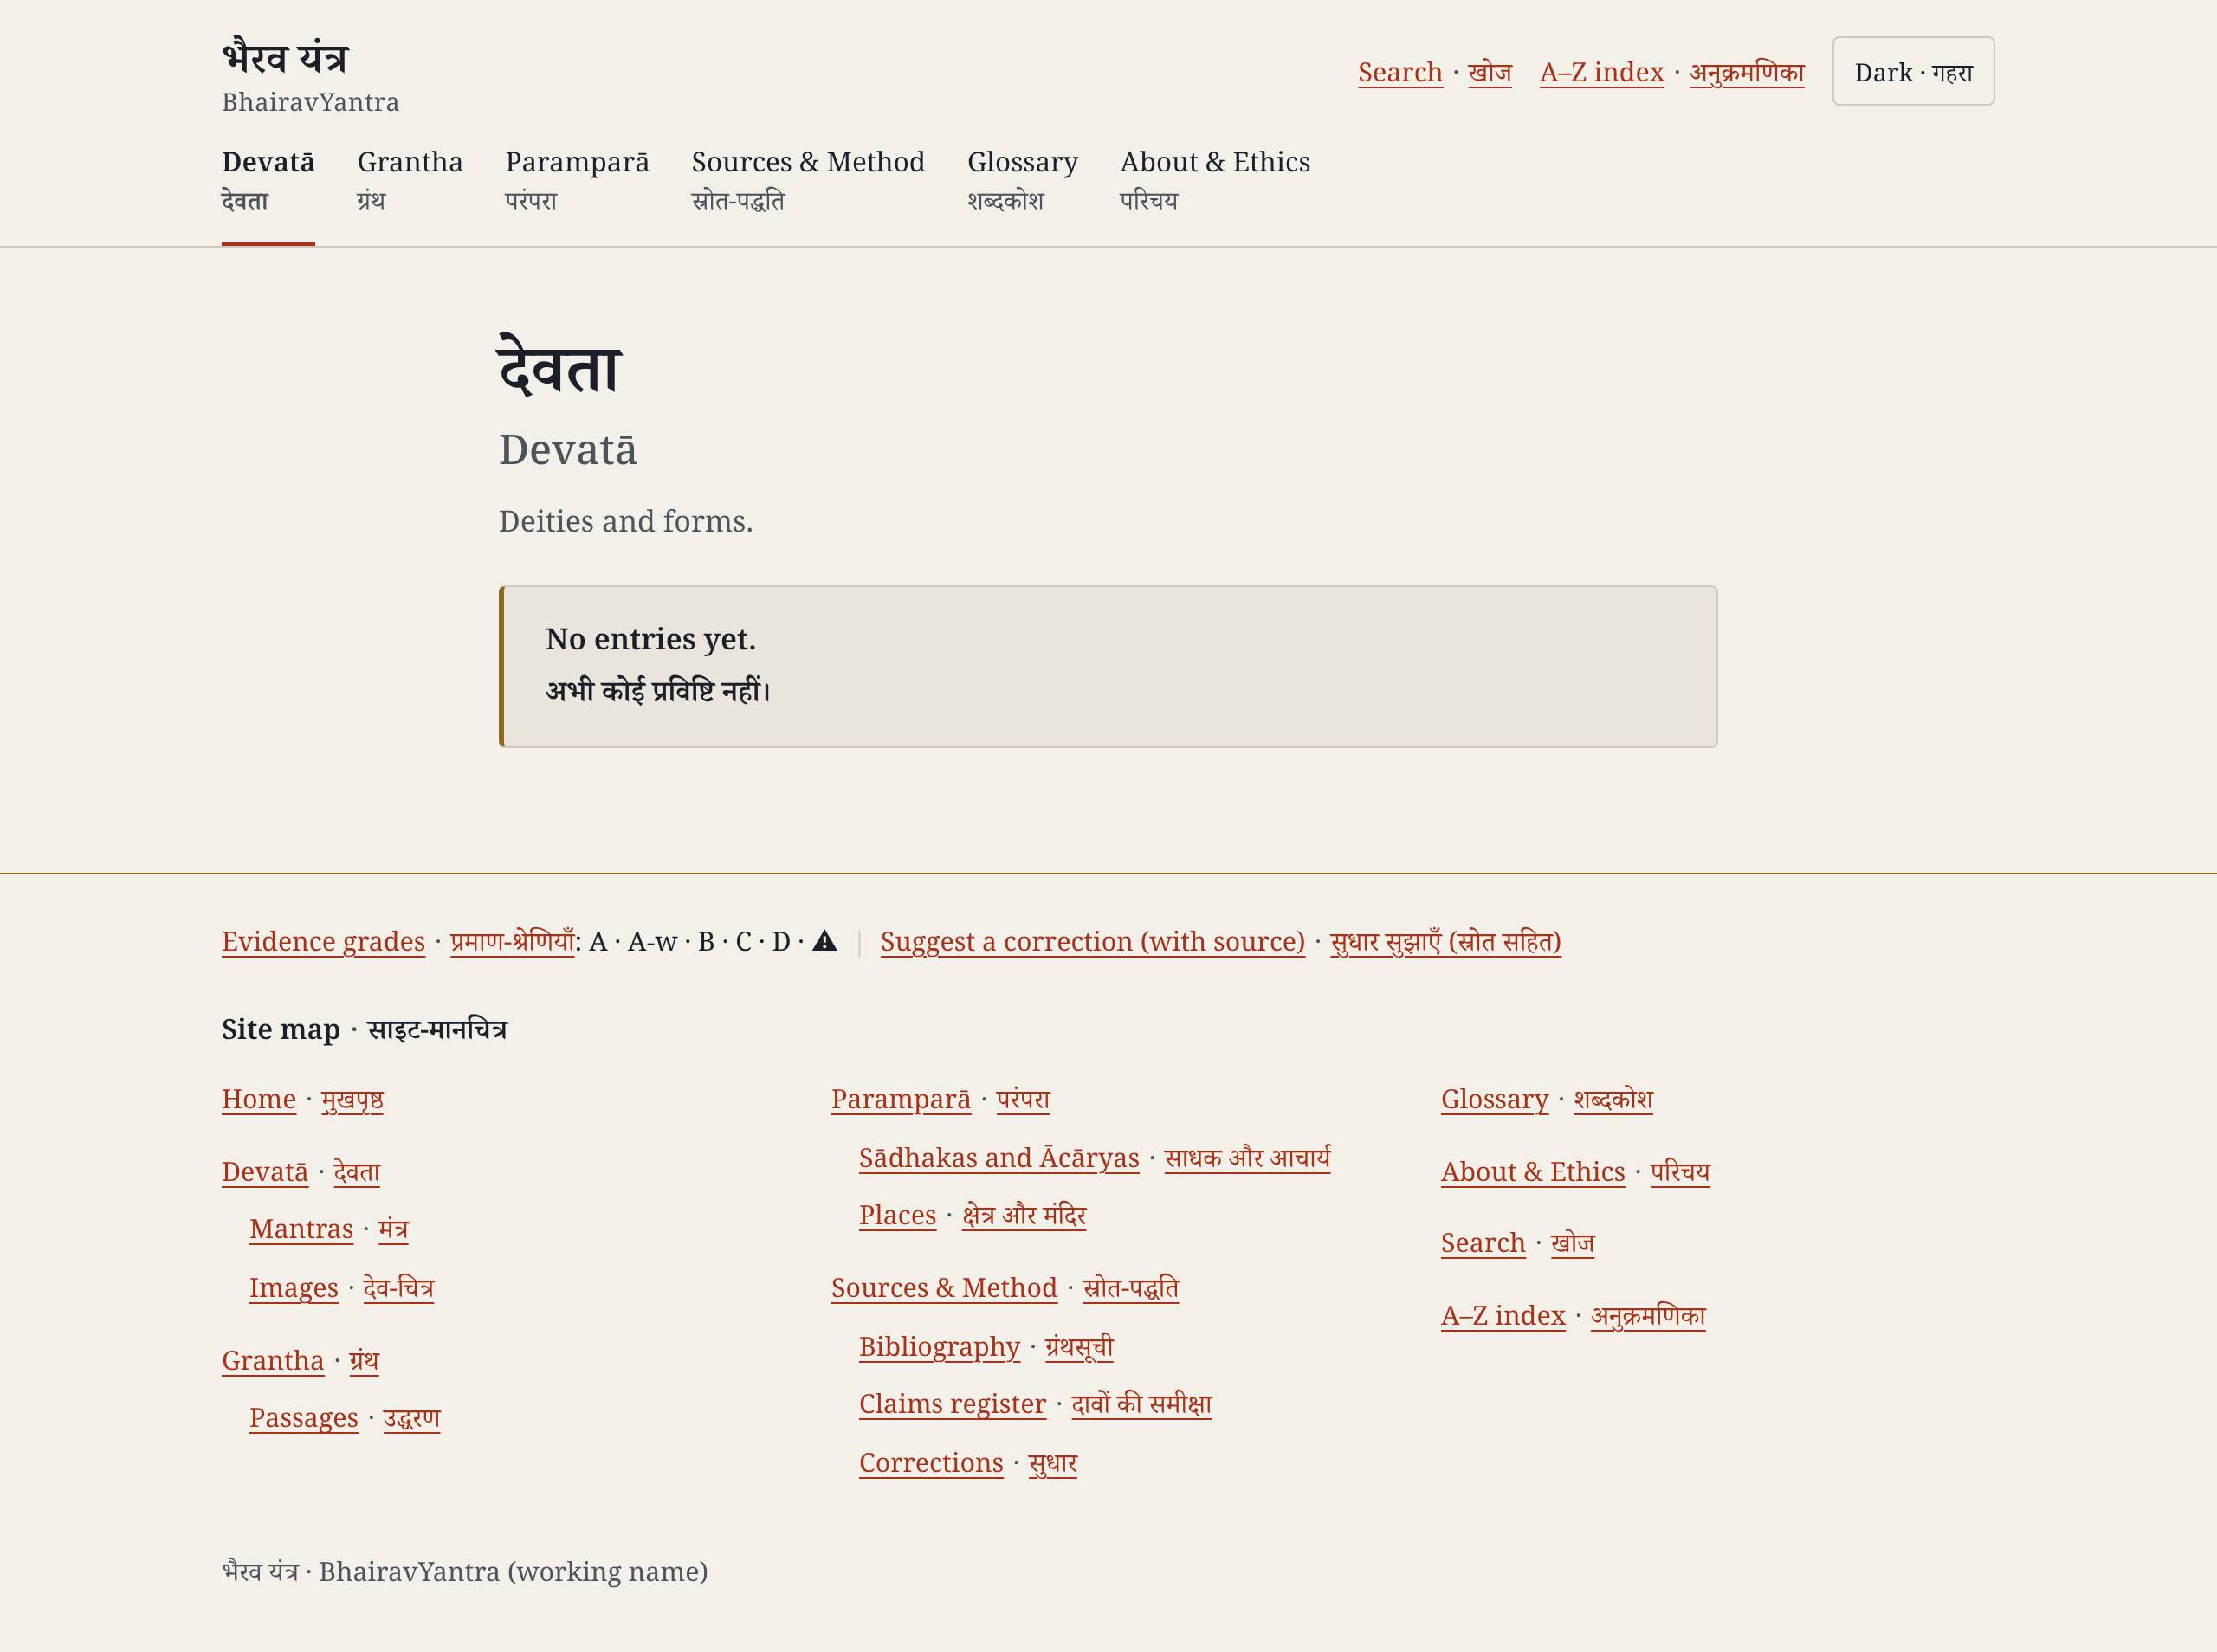 भैरव यंत्र
BhairavYantra
Search · खोज A–Z index · अनुक्रमणिका Dark · गहरा
Devatā Grantha Paramparā Sources & Method Glossary About & Ethics
देवता ग्रंथ परंपरा स्रोत-पद्धति शब्दकोश परिचय
देवता
Devatā
Deities and forms.
No entries yet.
अभी कोई प्रविष्टि नहीं।
Evidence grades · प्रमाण-श्रेणियाँ: A · A-w · B · C · D · ⚠ | Suggest a correction (with source) · सुधार सुझाएँ (स्रोत सहित)
Site map · साइट-मानचित्र
Home · मुखपृष्ठ
Devatā · देवता
Mantras · मंत्र
Images · देव-चित्र
Grantha · ग्रंथ
Passages · उद्धरण
Paramparā · परंपरा
Sādhakas and Ācāryas · साधक और आचार्य
Places · क्षेत्र और मंदिर
Sources & Method · स्रोत-पद्धति
Bibliography · ग्रंथसूची
Claims register · दावों की समीक्षा
Corrections · सुधार
Glossary · शब्दकोश
About & Ethics · परिचय
Search · खोज
A–Z index · अनुक्रमणिका
भैरव यंत्र · BhairavYantra (working name)